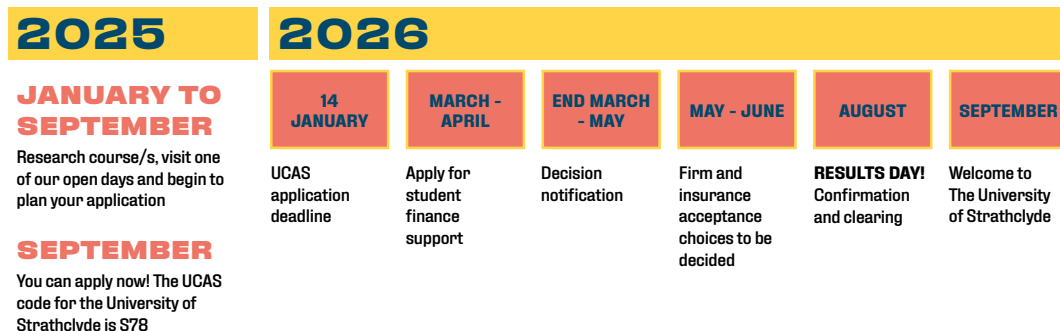 2025
JANUARY TO
SEPTEMBER
Research course/s, visit one
of our open days and begin to
plan your application
SEPTEMBER
You can apply now! The UCAS
code for the University of
Strathclyde is S78
2026
14
JANUARY
UCAS
application
deadline
MARCH -
APRIL
Apply for
student
finance
support
END MARCH
- MAY
Decision
notification
MAY - JUNE
Firm and
insurance
acceptance
choices to be
decided
AUGUST
RESULTS DAY!
Confirmation
and clearing
SEPTEMBER
Welcome to
The University
of Strathclyde